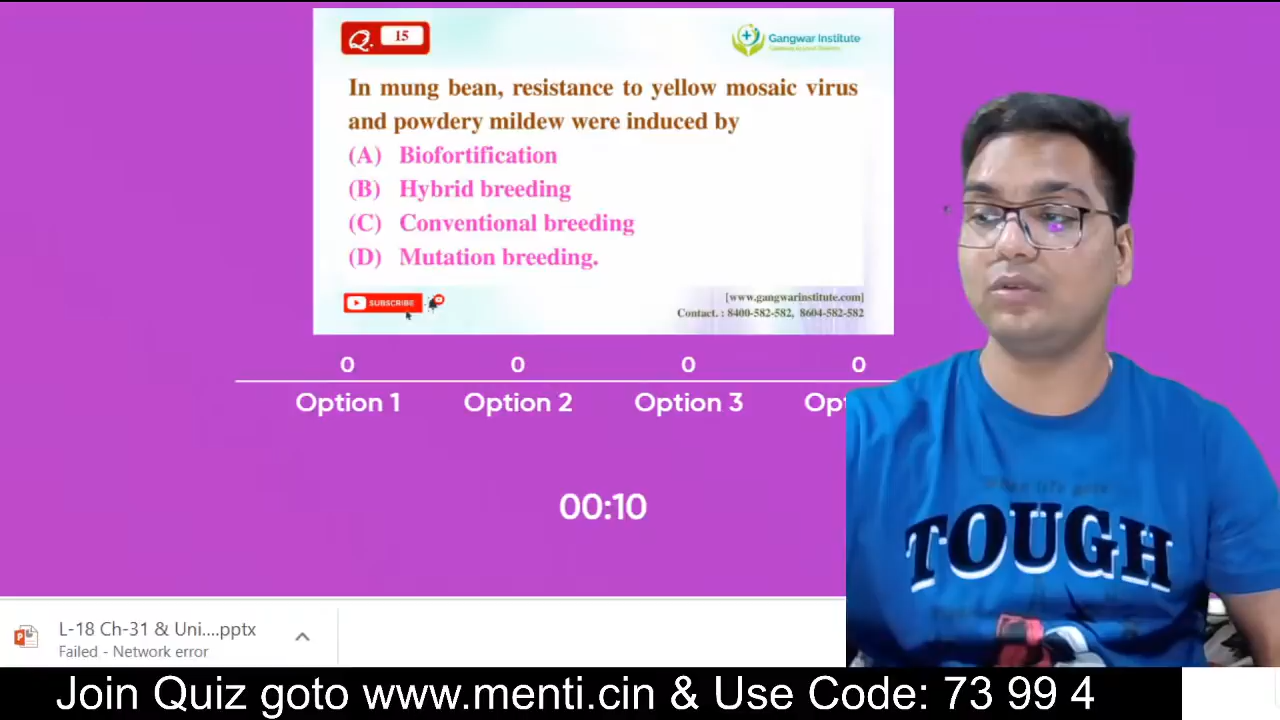 Q. 15
Gangwar Institute
In mung bean, resistance to yellow mosaic virus
and powdery mildew were induced by
(A) Biofortification
(B) Hybrid breeding
(C) Conventional breeding
(D) Mutation breeding.
SUBSCRIBE
[www.gangwarinstitute.com]
Contact. : 8400-582-582, 8604-582-582
0 0 0 0
Option 1 Option 2 Option 3 Opt
00:10
TOUGH
L-18 Ch-31 & Uni....pptx
Failed - Network error
Join Quiz goto www.menti.cin & Use Code: 73 99 4